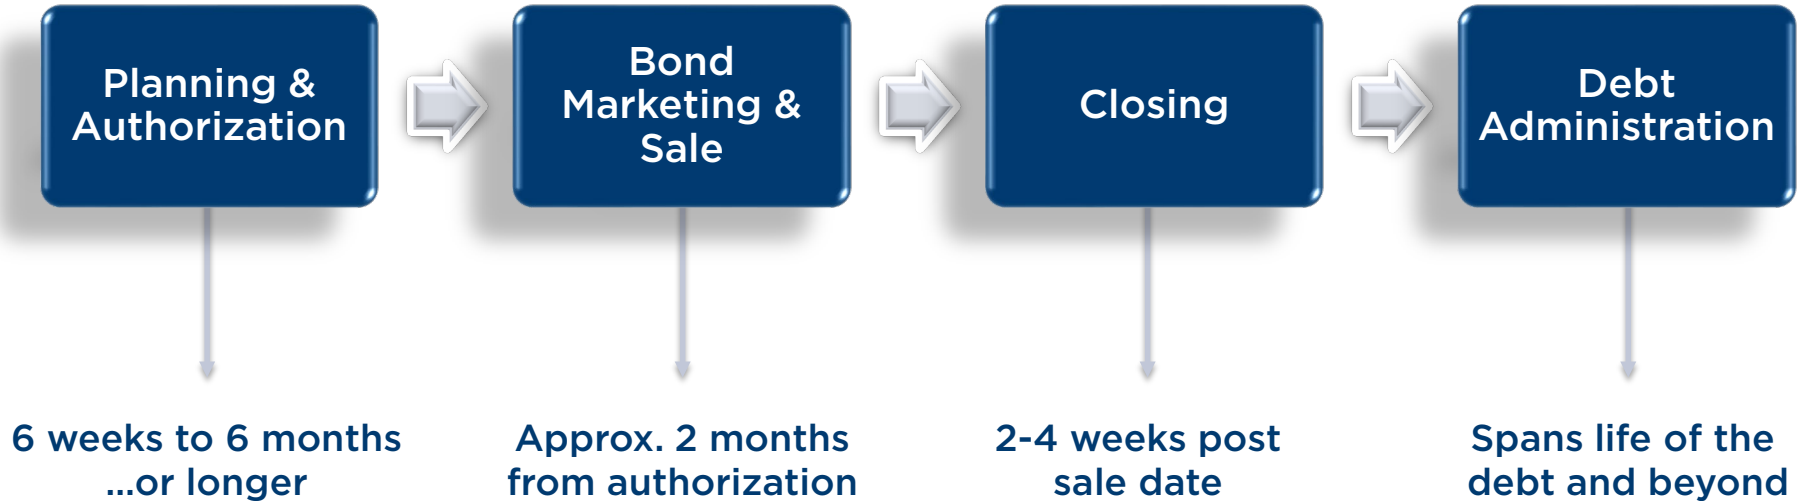 Planning &
Authorization
Bond
Marketing &
Sale
Closing
Debt
Administration
6 weeks to 6 months
...or longer
Approx. 2 months
from authorization
2-4 weeks post
sale date
Spans life of the
debt and beyond